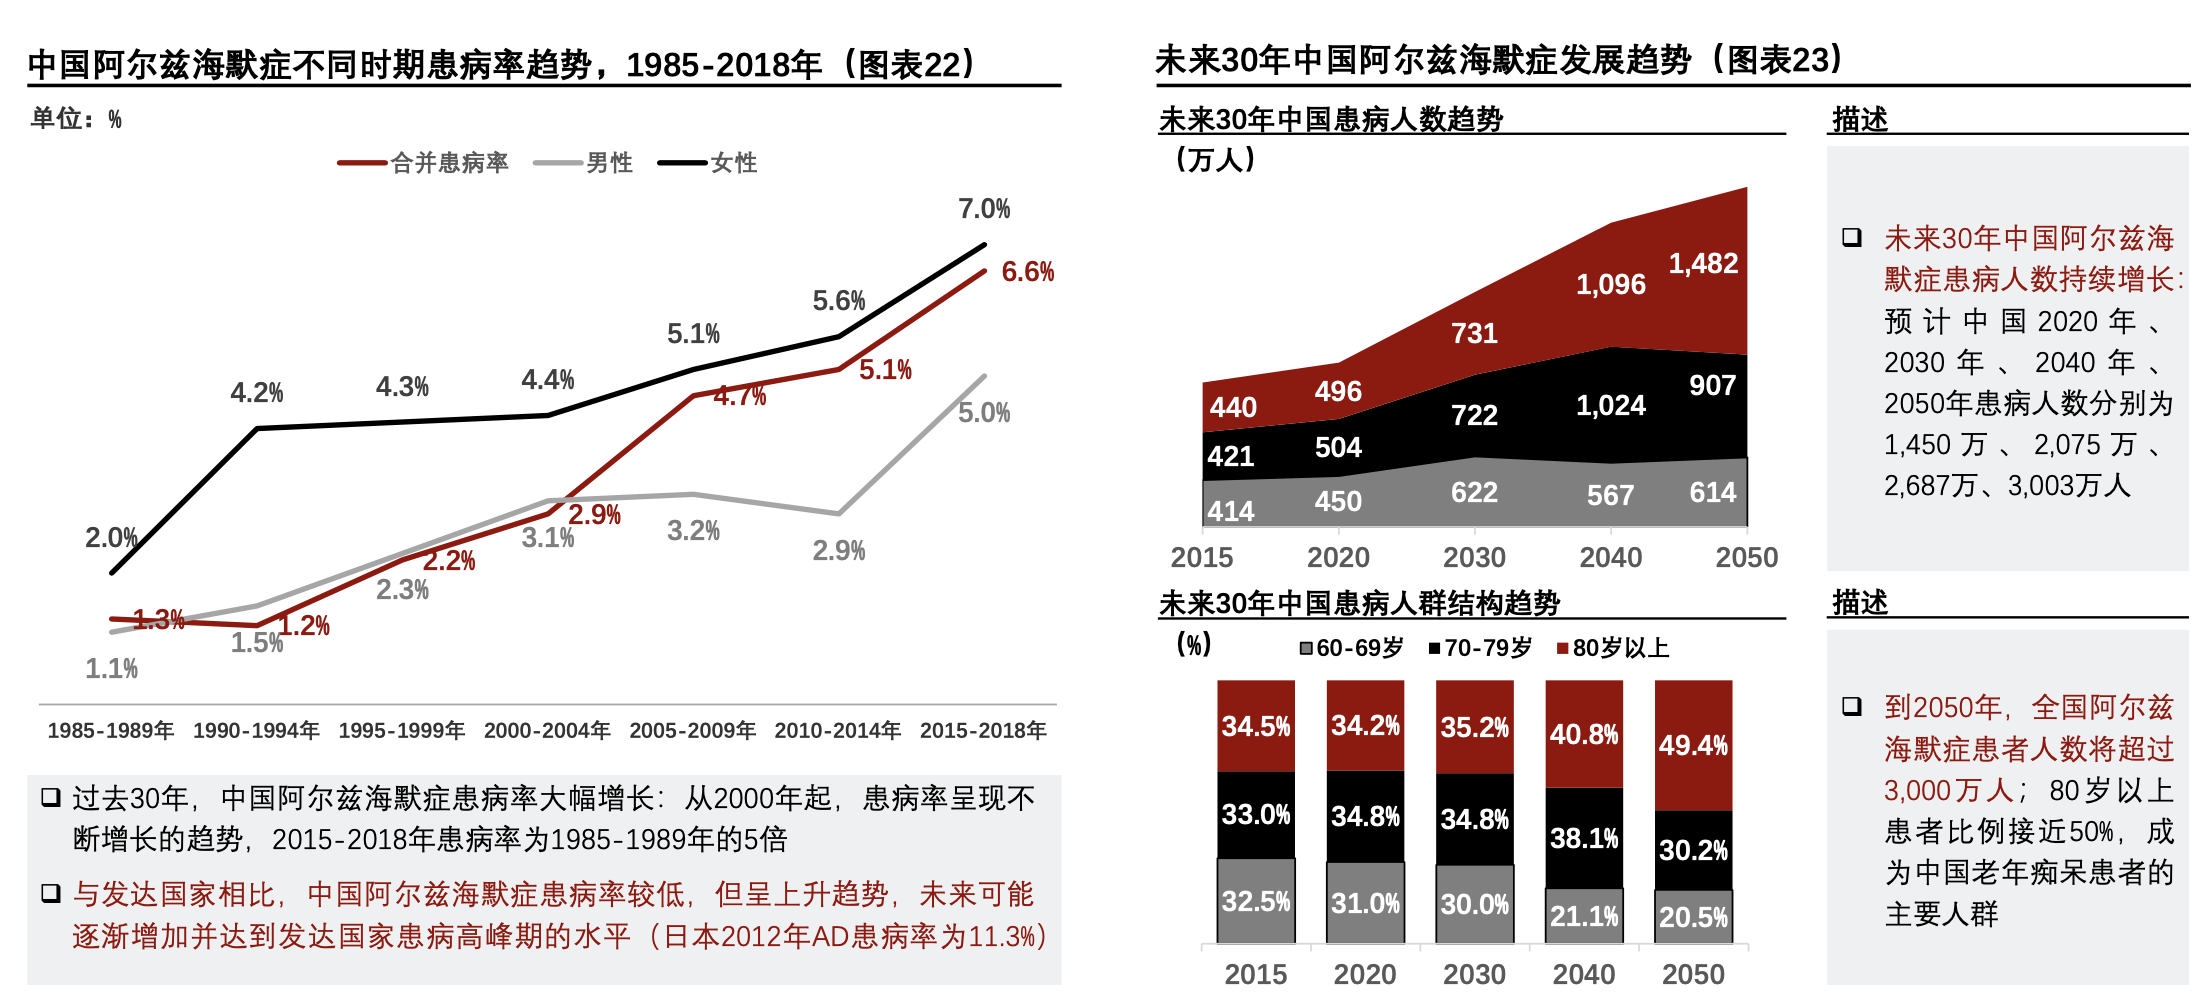 中国阿尔兹海默症不同时期患病率趋势，1985-2018年（图表22）
单位：%
合并患病率 男性 女性
7.0%
6.6%
5.6%
5.1%
5.1%
4.2%
4.3%
4.4%
4.7%
5.0%
2.0%
2.9%
3.1%
3.2%
2.9%
2.2%
2.3%
1.3%
1.2%
1.5%
1.1%
1985-1989年 1990-1994年 1995-1999年 2000-2004年 2005-2009年 2010-2014年 2015-2018年
过去30年，中国阿尔兹海默症患病率大幅增长：从2000年起，患病率呈现不
断增长的趋势，2015-2018年患病率为1985-1989年的5倍
与发达国家相比，中国阿尔兹海默症患病率较低，但呈上升趋势，未来可能
逐渐增加并达到发达国家患病高峰期的水平（日本2012年AD患病率为11.3%）
未来30年中国阿尔兹海默症发展趋势（图表23）
未来30年中国患病人数趋势
（万人）
440 496 731 1,096 1,482
421 504 722 1,024 907
414 450 622 567 614
2015 2020 2030 2040 2050
描述
未来30年中国阿尔兹海
默症患病人数持续增长：
预计中国2020年、
2030年、2040年、
2050年患病人数分别为
1,450万、2,075万、
2,687万、3,003万人
未来30年中国患病人群结构趋势
（%）
60-69岁 70-79岁 80岁以上
34.5% 34.2% 35.2% 40.8% 49.4%
33.0% 34.8% 34.8% 38.1% 30.2%
32.5% 31.0% 30.0% 21.1% 20.5%
2015 2020 2030 2040 2050
描述
到2050年，全国阿尔兹
海默症患者人数将超过
3,000万人；80岁以上
患者比例接近50%，成
为中国老年痴呆患者的
主要人群